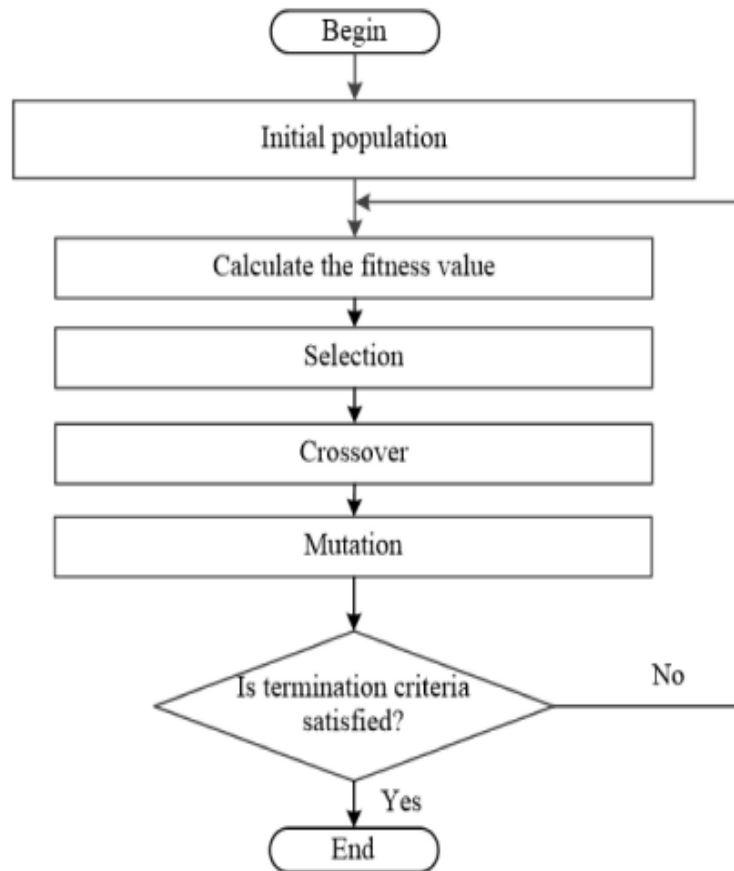 Begin
Initial population
Calculate the fitness value
Selection
Crossover
Mutation
Is termination criteria
satisfied?
No
Yes
End